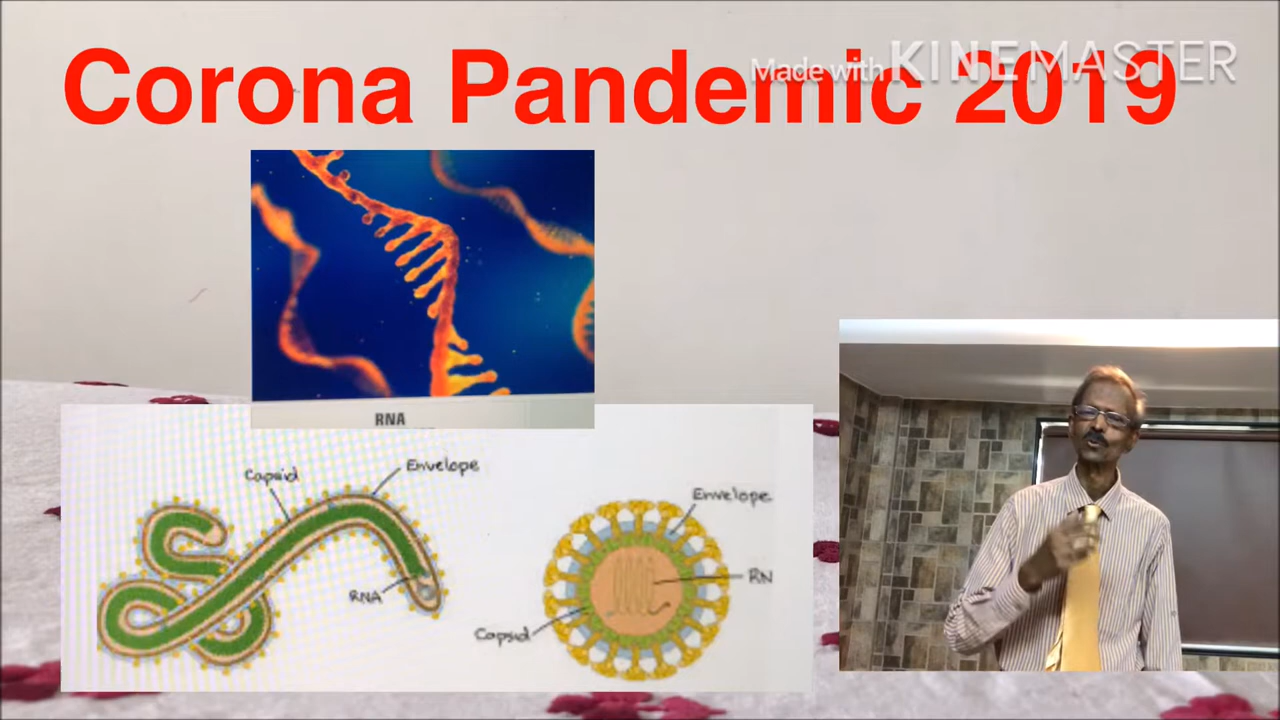 Corona Pandemic 2019
Made with KINEMASTER
RNA
Capsid
Envelope
RNA
Envelope
RN
Capsid